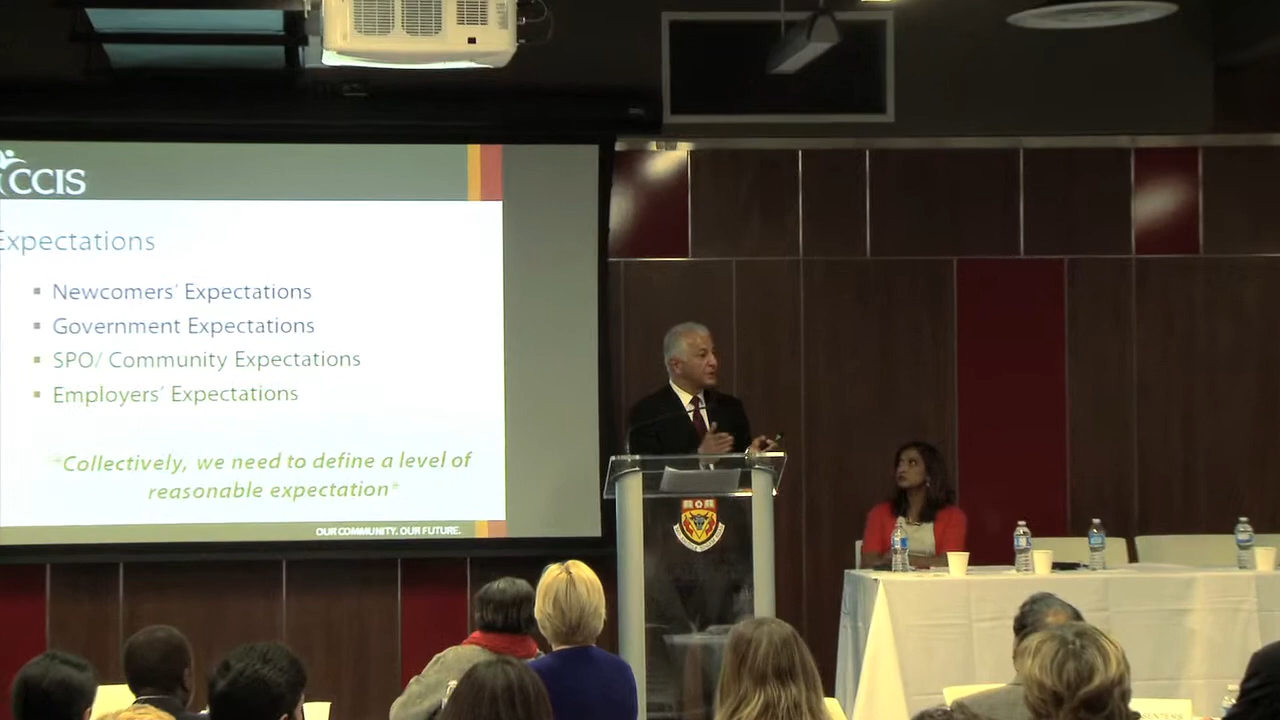 CCIS
Expectations
Newcomers' Expectations
Government Expectations
SPO/ Community Expectations
Employers' Expectations
*Collectively, we need to define a level of
reasonable expectation*
OUR COMMUNITY. OUR FUTURE.